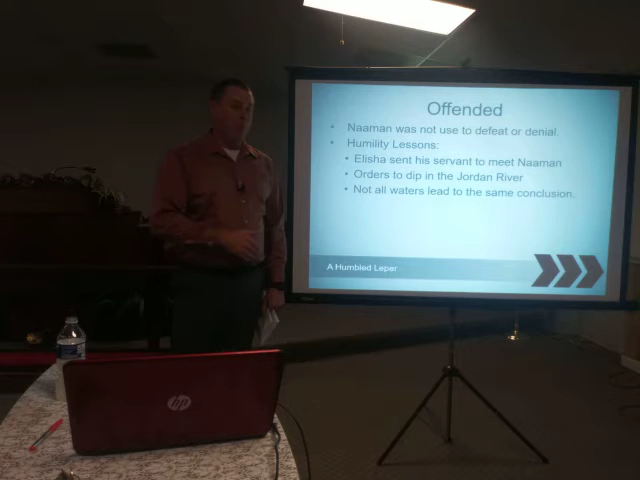 Offended
• Naaman was not use to defeat or denial.
• Humility Lessons:
• Elisha sent his servant to meet Naaman
• Orders to dip in the Jordan River
• Not all waters lead to the same conclusion.
A Humbled Leper
hp